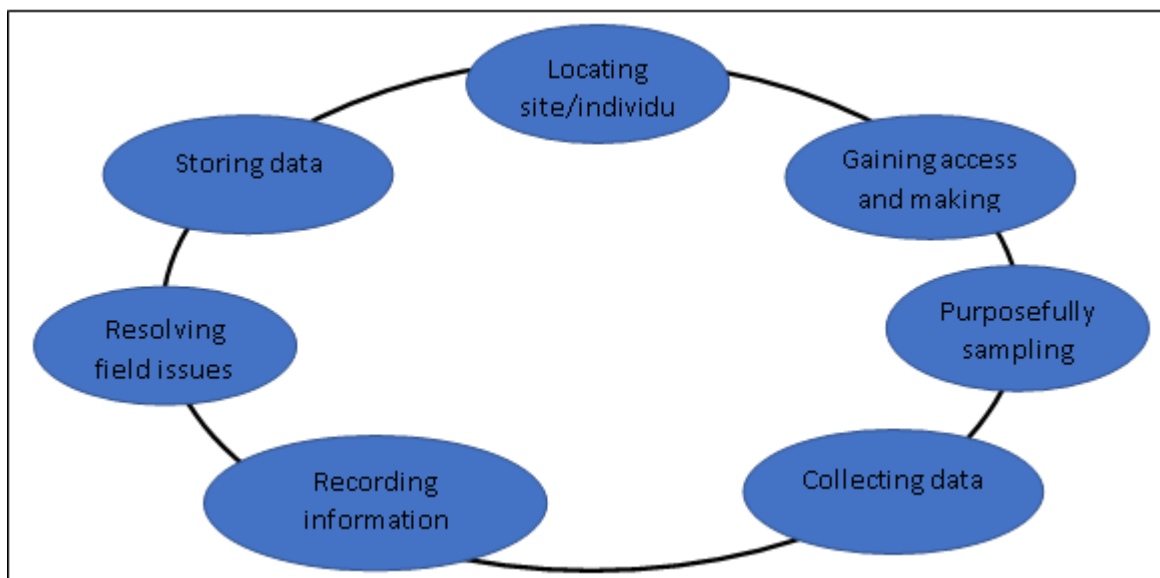 Locating
site/individu
Gaining access
and making
Purposefully
sampling
Collecting data
Recording
information
Resolving
field issues
Storing data